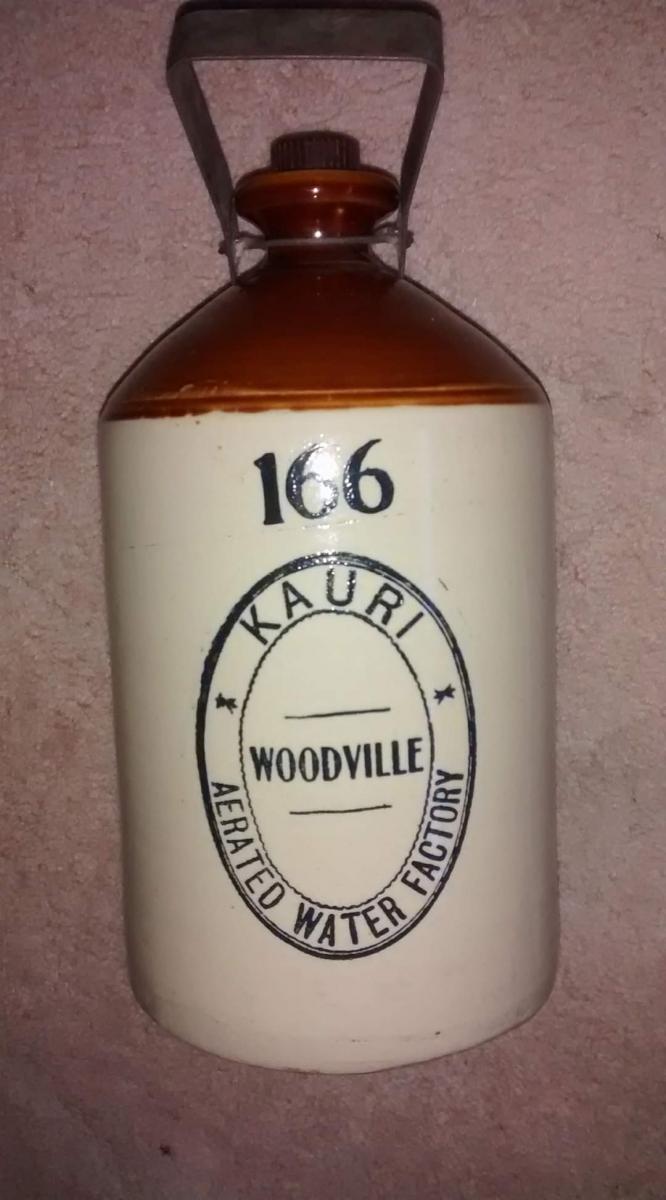 166
KAURI
WOODVILLE
AERATED WATER FACTORY